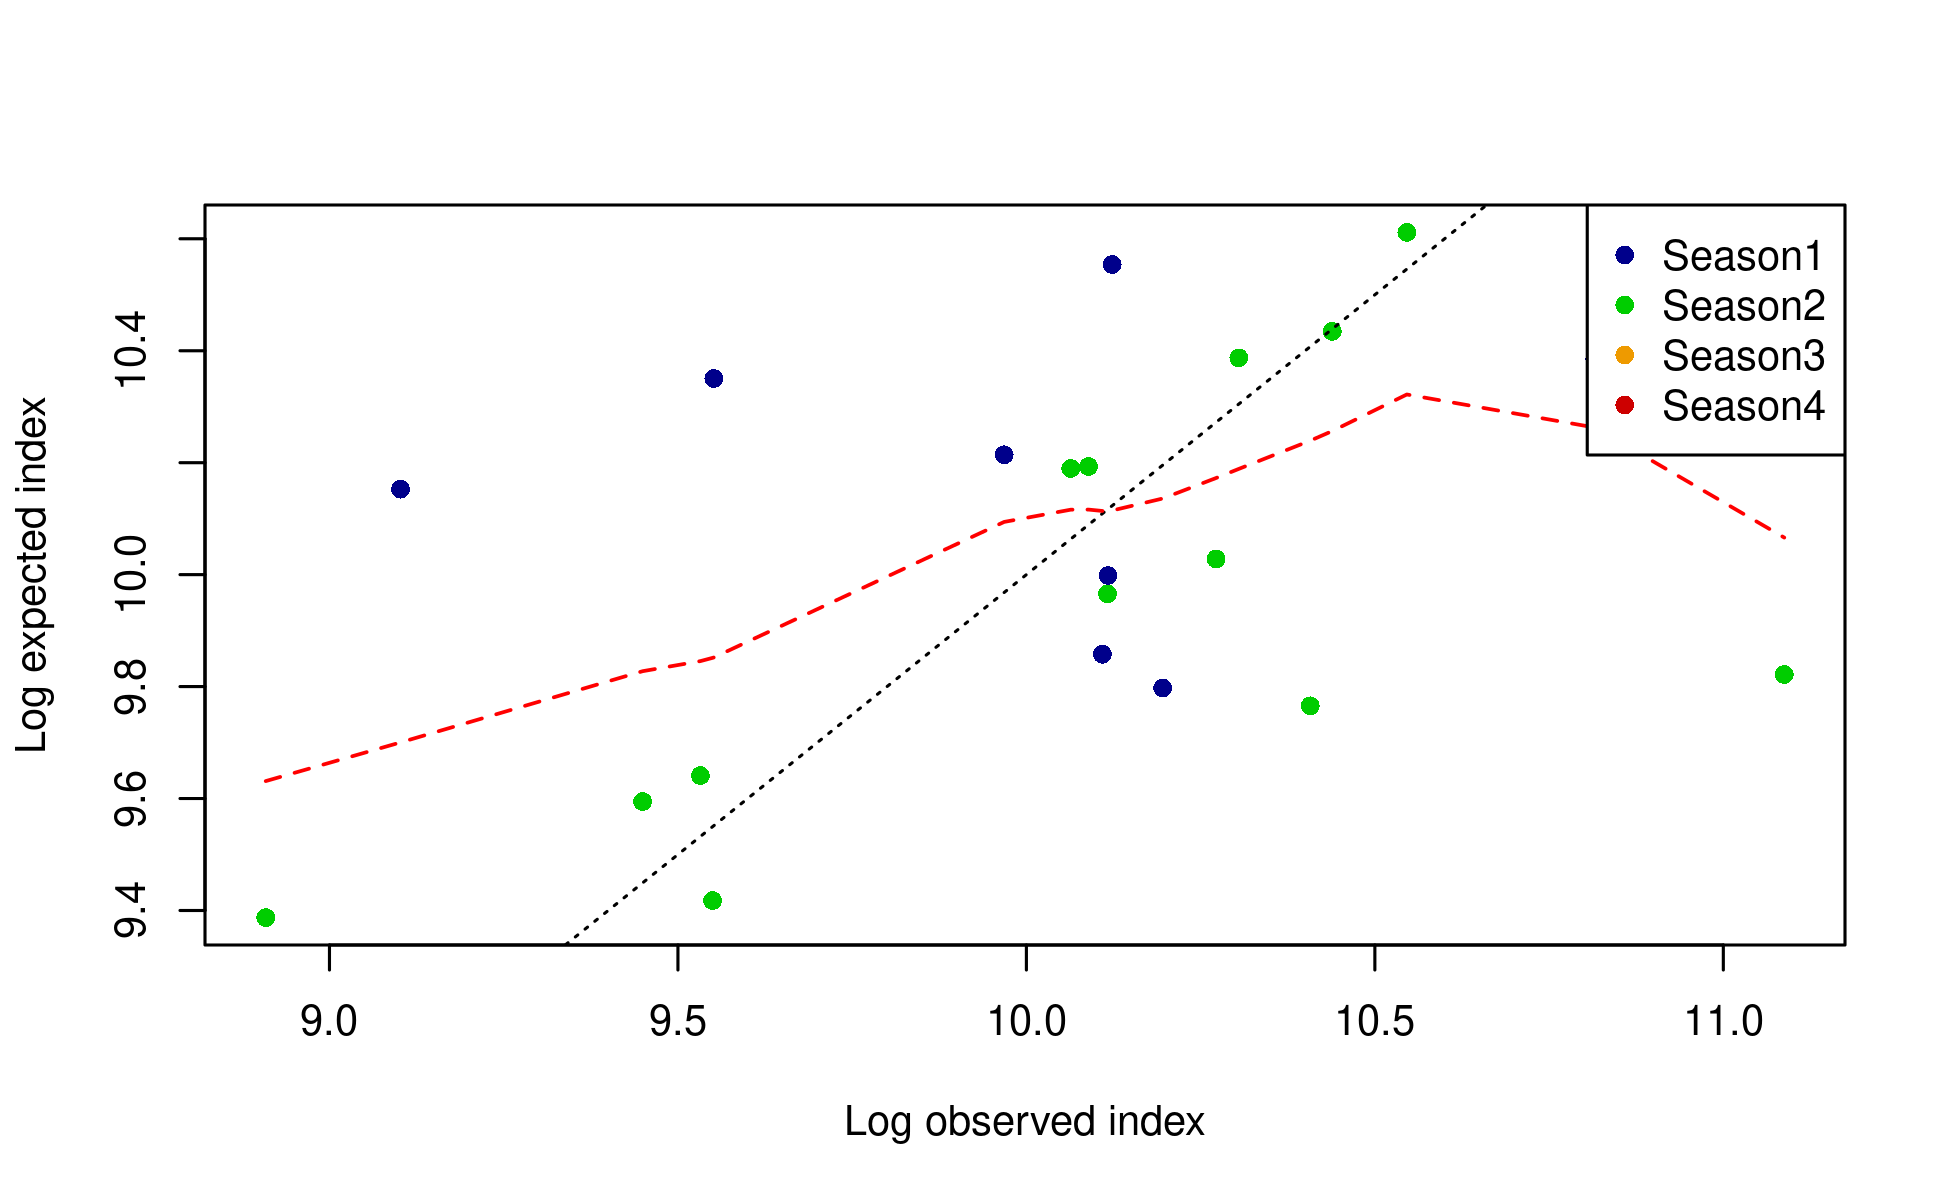 Season1
Season2
Season3
Season4
Log expected index
10.4
10.0
9.8
9.6
9.4
9.0 9.5 10.0 10.5 11.0
Log observed index